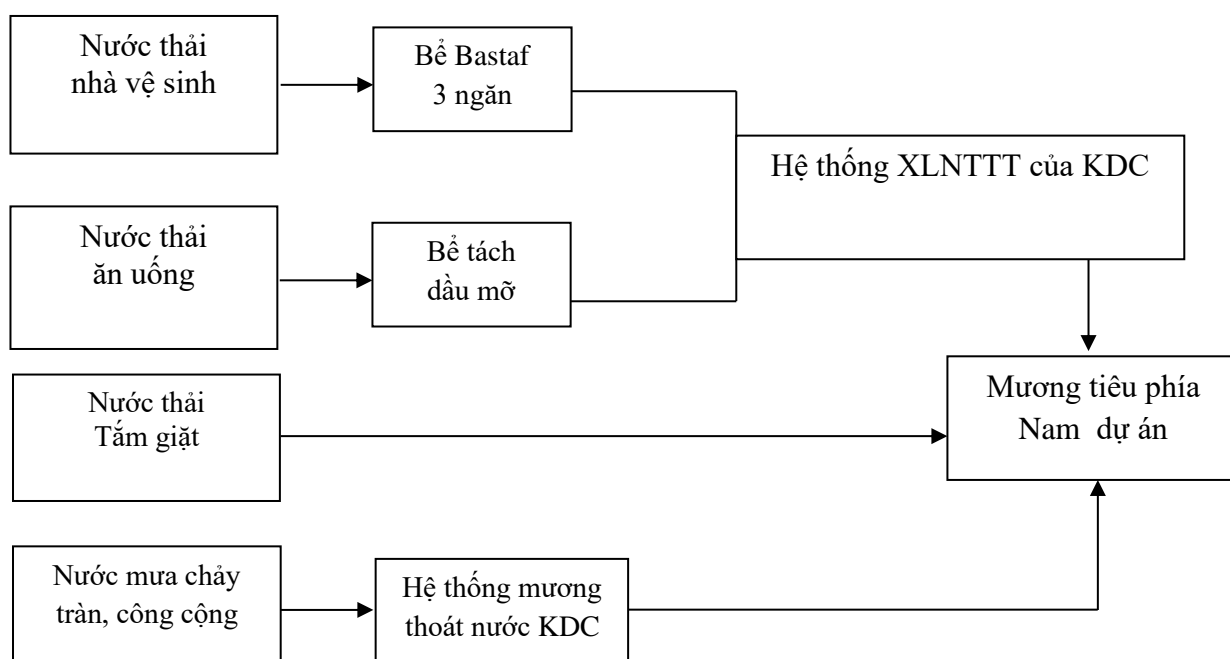 Nước thải
nhà vệ sinh
Bể Bastaf
3 ngăn
Hệ thống XLNTTT của KDC
Nước thải
ăn uống
Bể tách
dầu mỡ
Nước thải
Tắm giặt
Mương tiêu phía
Nam dự án
Nước mưa chảy
tràn, công cộng
Hệ thống mương
thoát nước KDC